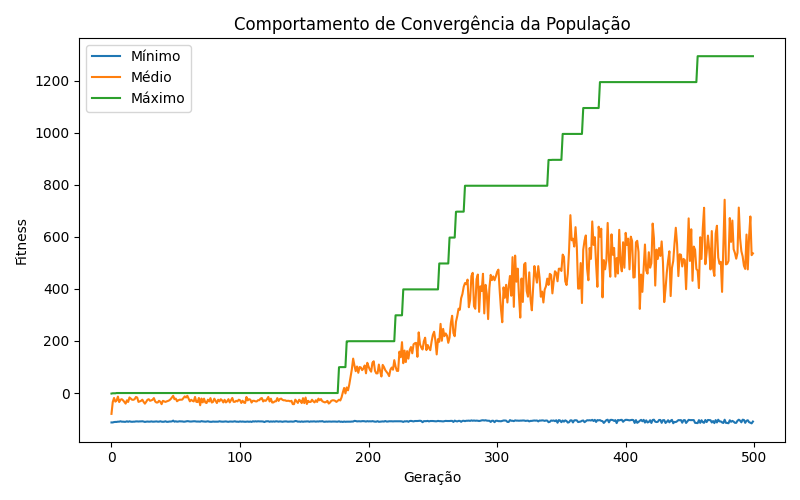 Comportamento de Convergência da População
Mínimo
Médio
Máximo
1200
1000
800
600
400
200
0
Fitness
0 100 200 300 400 500
Geração